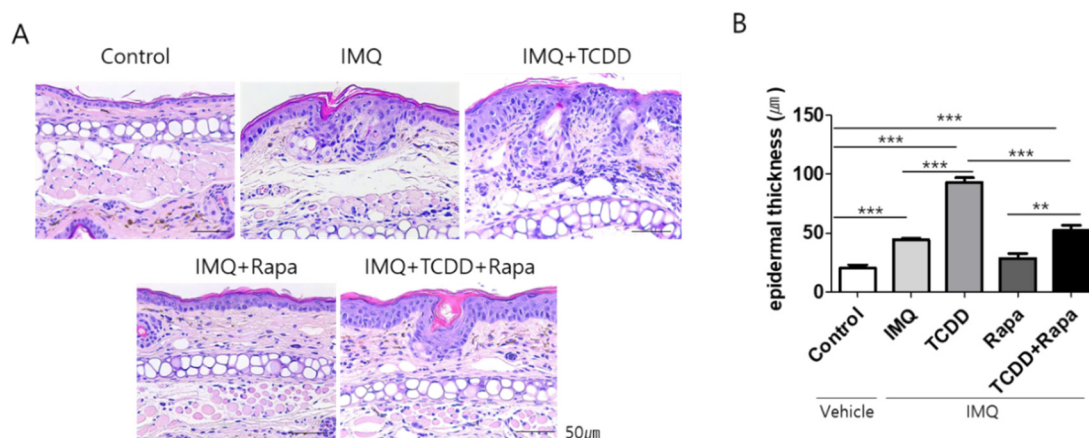 A
Control
IMQ
IMQ+TCDD
IMQ+Rapa
IMQ+TCDD+Rapa
50㎛
B
epidermal thickness (㎛)
150
100
50
0
***
***
***
***
***
**
Control
IMQ
TCDD
Rapa
TCDD+Rapa
Vehicle
IMQ